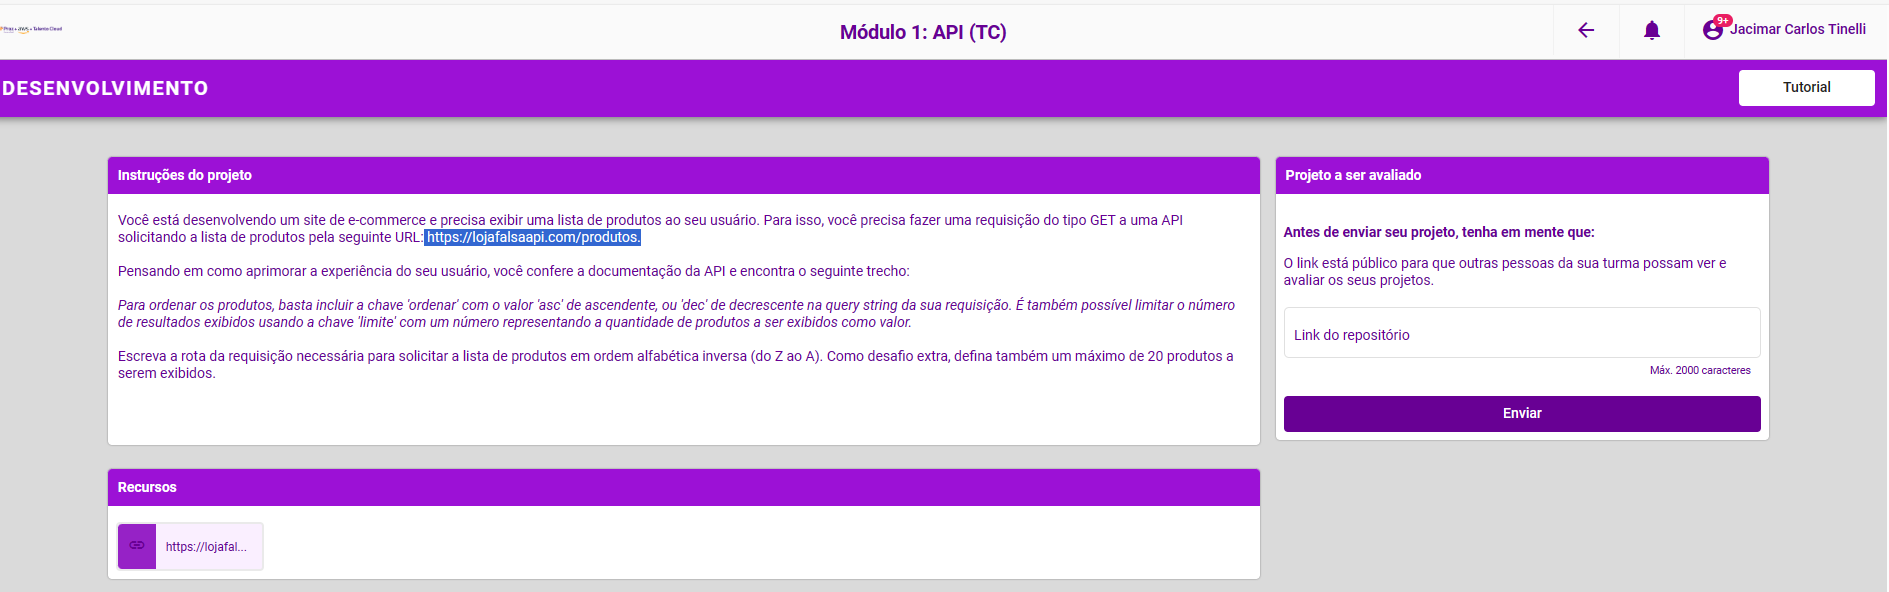 Proz + aws + Talento Cloud
Módulo 1: API (TC)
9+
Jacimar Carlos Tinelli
DESENVOLVIMENTO
Tutorial
Instruções do projeto
Você está desenvolvendo um site de e-commerce e precisa exibir uma lista de produtos ao seu usuário. Para isso, você precisa fazer uma requisição do tipo GET a uma API
solicitando a lista de produtos pela seguinte URL: https://lojafalsaapi.com/produtos.
Pensando em como aprimorar a experiência do seu usuário, você confere a documentação da API e encontra o seguinte trecho:
Para ordenar os produtos, basta incluir a chave 'ordenar' com o valor 'asc' de ascendente, ou 'dec' de decrescente na query string da sua requisição. É também possível limitar o número
de resultados exibidos usando a chave 'limite' com um número representando a quantidade de produtos a ser exibidos como valor.
Escreva a rota da requisição necessária para solicitar a lista de produtos em ordem alfabética inversa (do Z ao A). Como desafio extra, defina também um máximo de 20 produtos a
serem exibidos.
Projeto a ser avaliado
Antes de enviar seu projeto, tenha em mente que:
O link está público para que outras pessoas da sua turma possam ver e
avaliar os seus projetos.
Link do repositório
Máx. 2000 caracteres
Enviar
Recursos
https://lojafal...